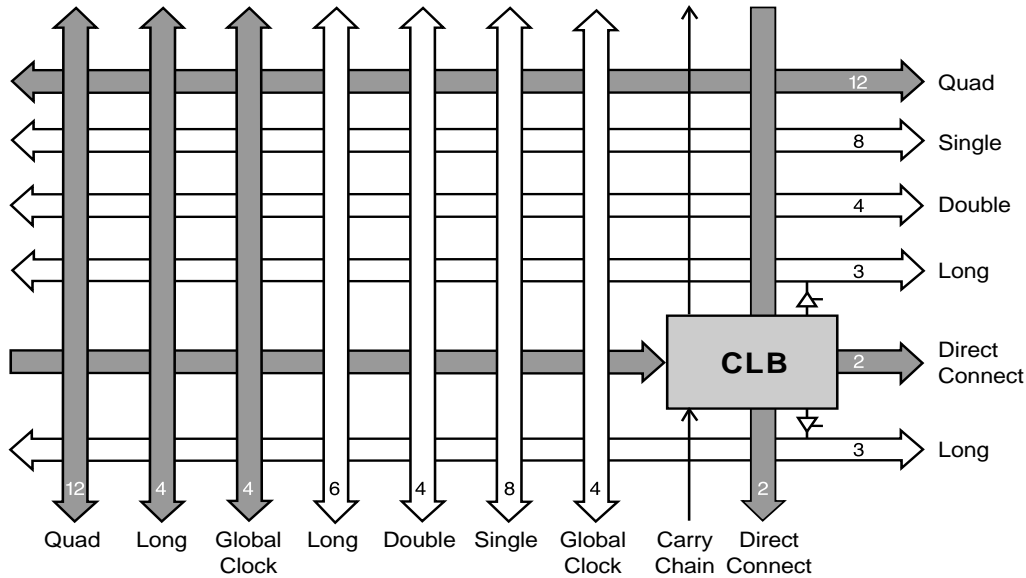 12 Quad
8 Single
4 Double
3 Long
CLB
2 Direct
Connect
3 Long
12 4 4 6 4 8 4 2
Quad Long Global Long Double Single Global Carry Direct
Clock Clock Chain Connect